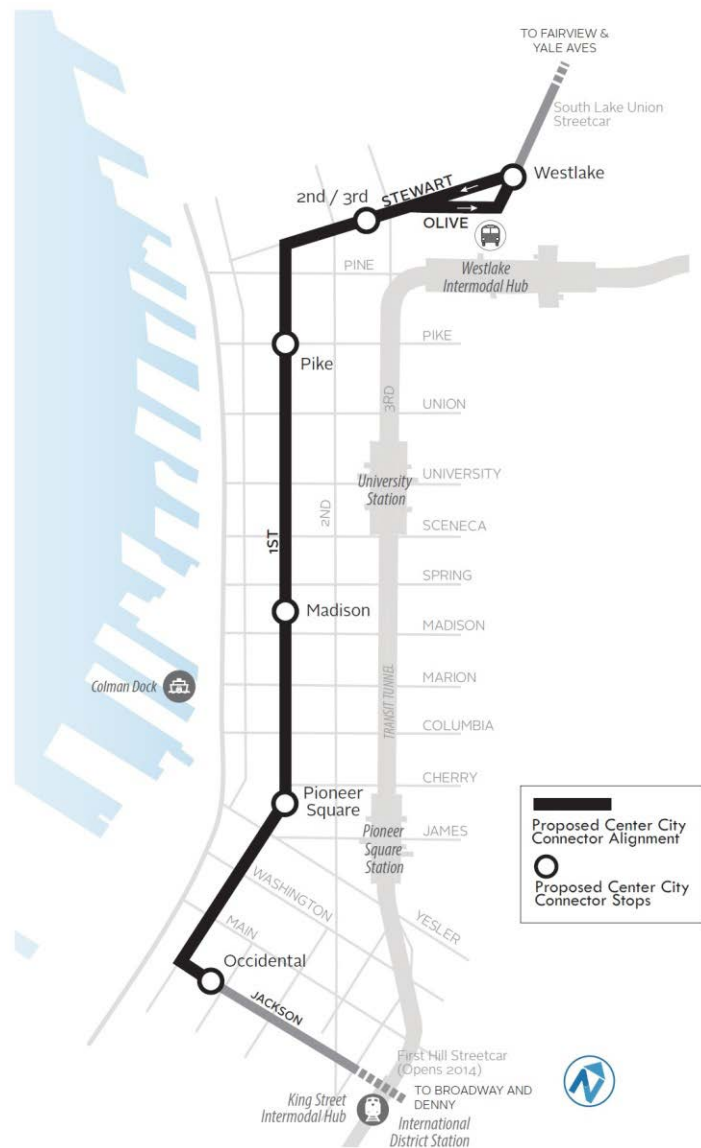 TO FAIRVIEW &
YALE AVES
South Lake Union
Streetcar
Westlake
2nd / 3rd
STEWART
OLIVE
PINE
Westlake
Intermodal Hub
Pike
PIKE
3RD
UNION
University
Station
UNIVERSITY
2ND
1ST
SCENECA
SPRING
Madison
MADISON
TRANSIT TUNNEL
Colman Dock
MARION
COLUMBIA
CHERRY
Pioneer
Square
Pioneer
Square
Station
JAMES
Proposed Center City
Connector Alignment
Proposed Center City
Connector Stops
WASHINGTON
YESLER
MAIN
Occidental
JACKSON
First Hill Streetcar
(Opens 2014)
TO BROADWAY AND
DENNY
King Street
Intermodal Hub
International
District Station
N